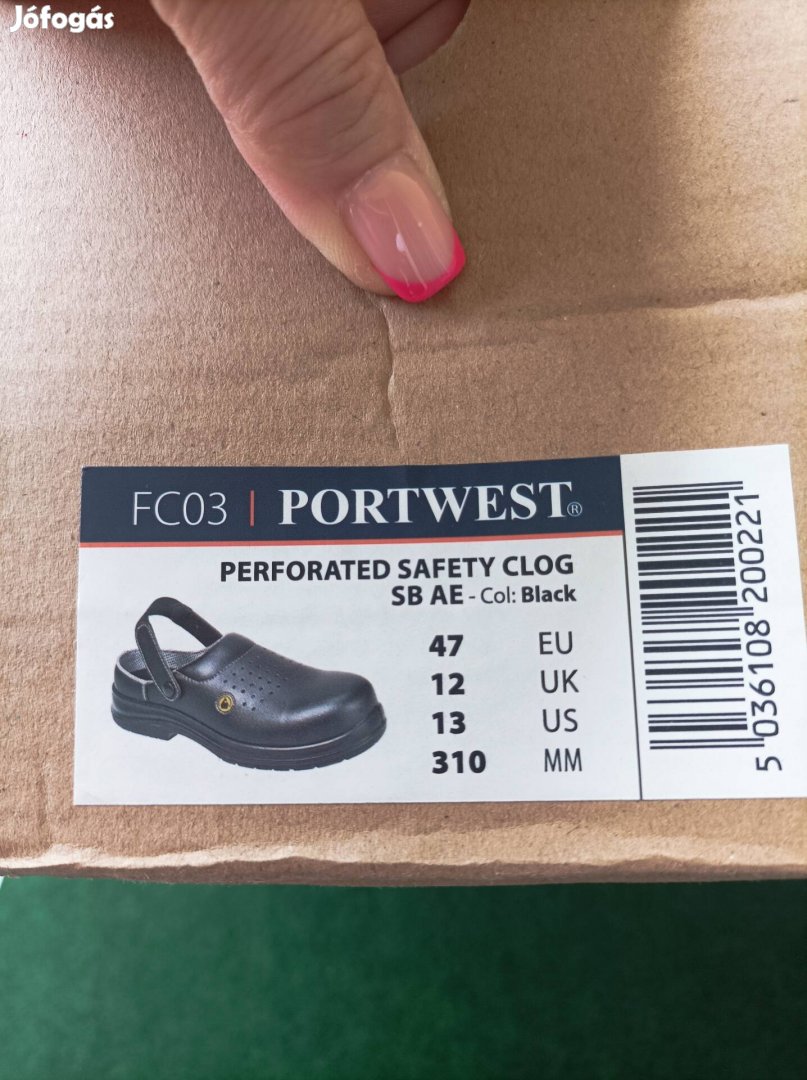 Jófogás
FC03 | PORTWEST®
PERFORATED SAFETY CLOG
SB AE - Col: Black
47 EU
12 UK
13 US
310 MM
5 036108 200221